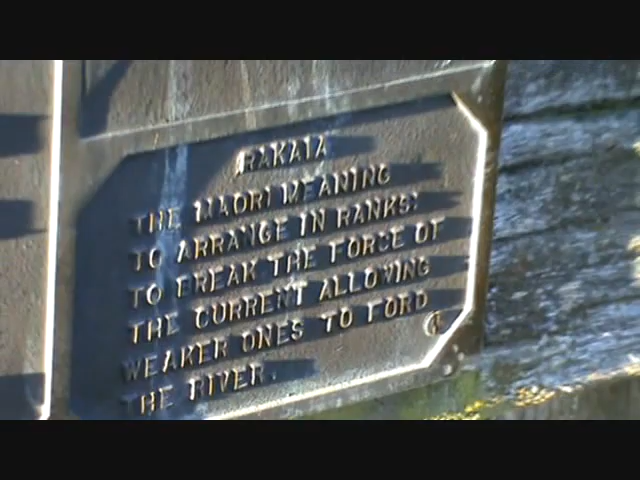 RAKAIA
THE MAORI MEANING
TO ARRANGE IN RANKS:
TO BREAK THE FORCE OF
THE CURRENT ALLOWING
WEAKER ONES TO FORD
THE RIVER.